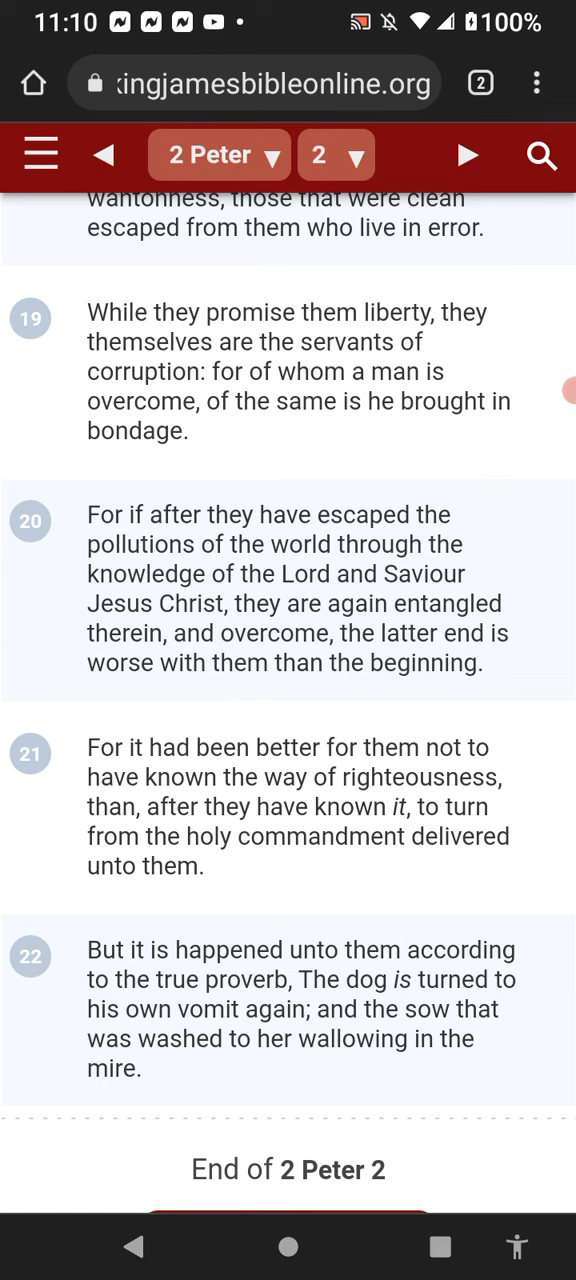 11:10
100%
kingjamesbibleonline.org
2
2 Peter
2
wantonness, those that were clean
escaped from them who live in error.
19
While they promise them liberty, they
themselves are the servants of
corruption: for of whom a man is
overcome, of the same is he brought in
bondage.
20
For if after they have escaped the
pollutions of the world through the
knowledge of the Lord and Saviour
Jesus Christ, they are again entangled
therein, and overcome, the latter end is
worse with them than the beginning.
21
For it had been better for them not to
have known the way of righteousness,
than, after they have known it, to turn
from the holy commandment delivered
unto them.
22
But it is happened unto them according
to the true proverb, The dog is turned to
his own vomit again; and the sow that
was washed to her wallowing in the
mire.
End of 2 Peter 2